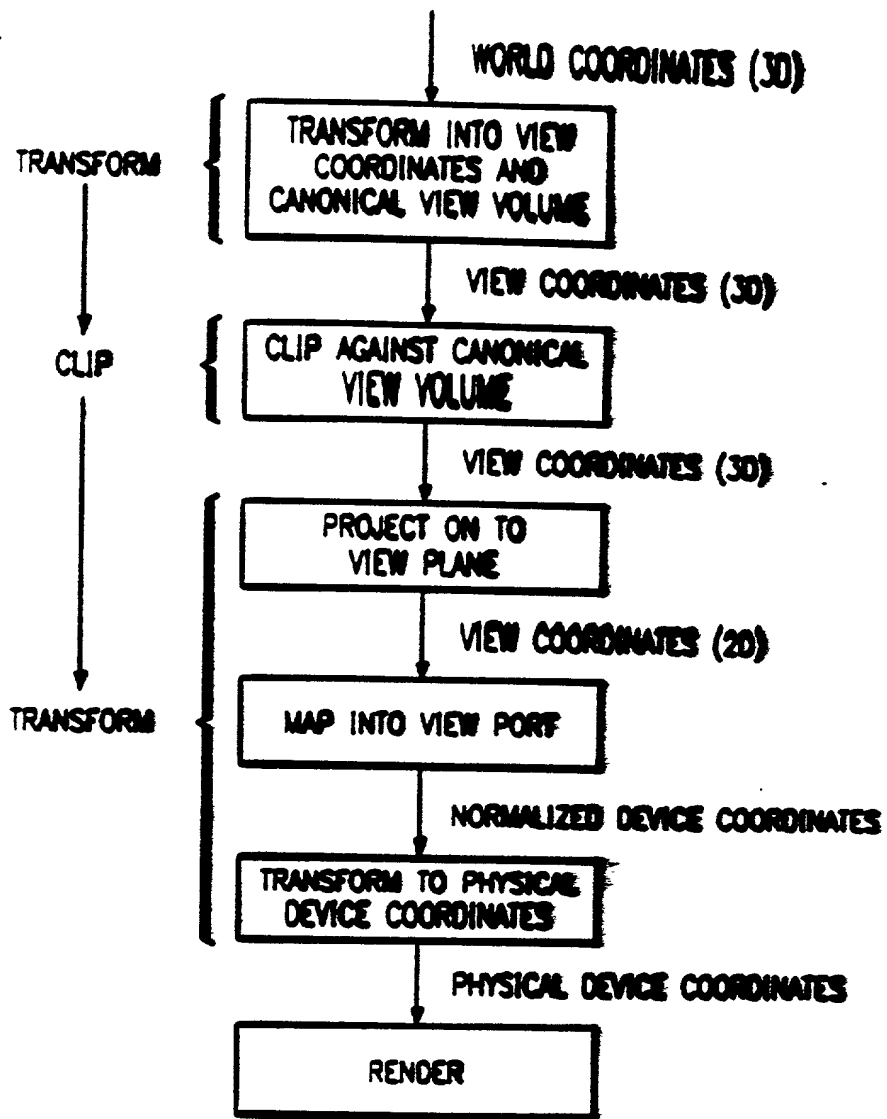 WORLD COORDINATES (3D)
TRANSFORM
TRANSFORM INTO VIEW
COORDINATES AND
CANONICAL VIEW VOLUME
VIEW COORDINATES (3D)
CLIP
CLIP AGAINST CANONICAL
VIEW VOLUME
VIEW COORDINATES (3D)
PROJECT ON TO
VIEW PLANE
VIEW COORDINATES (2D)
TRANSFORM
MAP INTO VIEW PORT
NORMALIZED DEVICE COORDINATES
TRANSFORM TO PHYSICAL
DEVICE COORDINATES
PHYSICAL DEVICE COORDINATES
RENDER